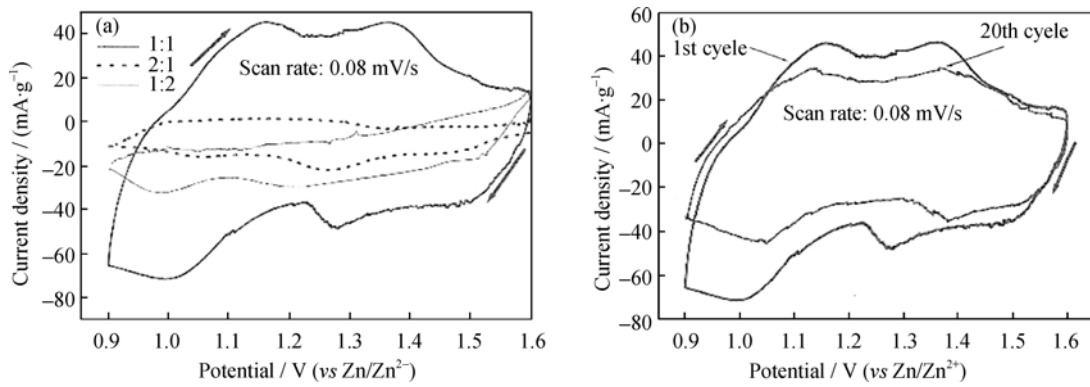 (a)
1:1
2:1
1:2
Scan rate: 0.08 mV/s
40
20
0
−20
−40
−60
−80
Current density / (mA·g⁻¹)
0.9 1.0 1.1 1.2 1.3 1.4 1.5 1.6
Potential / V (vs Zn/Zn²⁻)
(b)
1st cyele
20th cyele
Scan rate: 0.08 mV/s
60
40
20
0
−20
−40
−60
−80
Current density / (mA·g⁻¹)
0.9 1.0 1.1 1.2 1.3 1.4 1.5 1.6
Potential / V (vs Zn/Zn²⁺)